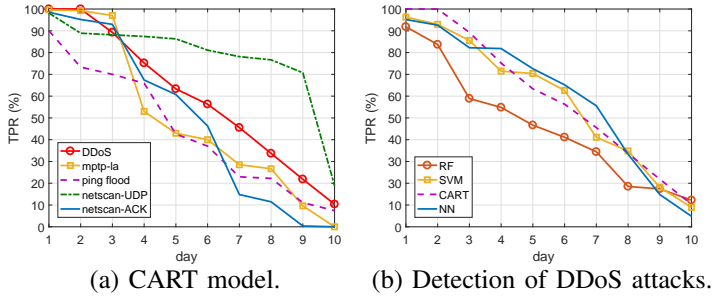 100
90
80
70
60
50
40
30
20
10
0
TPR (%)
DDoS
mptp-la
ping flood
netscan-UDP
netscan-ACK
1 2 3 4 5 6 7 8 9 10
day
(a) CART model.
100
90
80
70
60
50
40
30
20
10
0
TPR (%)
RF
SVM
CART
NN
1 2 3 4 5 6 7 8 9 10
day
(b) Detection of DDoS attacks.